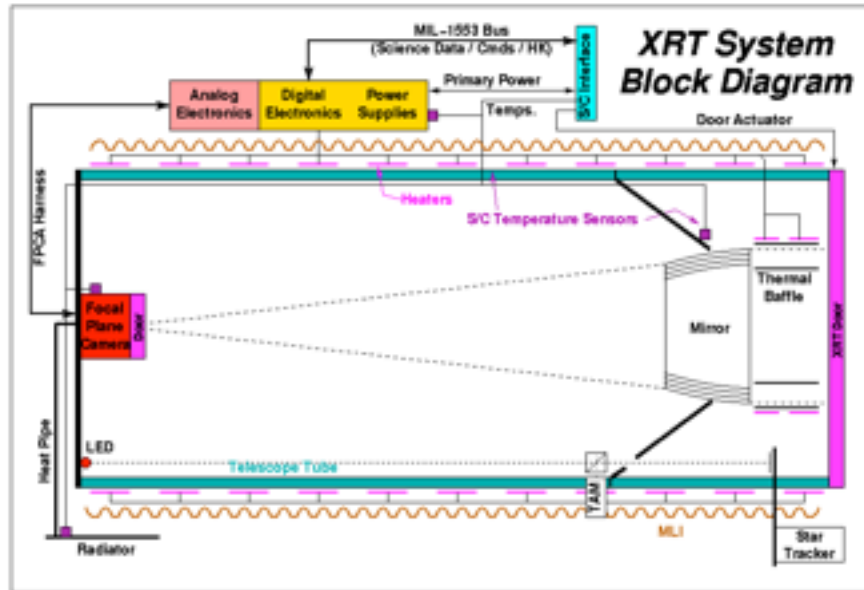 XRT System
Block Diagram
MIL-1553 Bus
(Science Data / Cmds / HK)
Primary Power
S/C Interface
Analog
Electronics
Digital
Electronics
Power
Supplies
Temps.
Door Actuator
FPCA Harness
Heaters
S/C Temperature Sensors
Focal
Plane
Camera
Door
Thermal
Baffle
Mirror
XRT Door
Heat Pipe
LED
Telescope Tube
TAM
MLI
Radiator
Star
Tracker